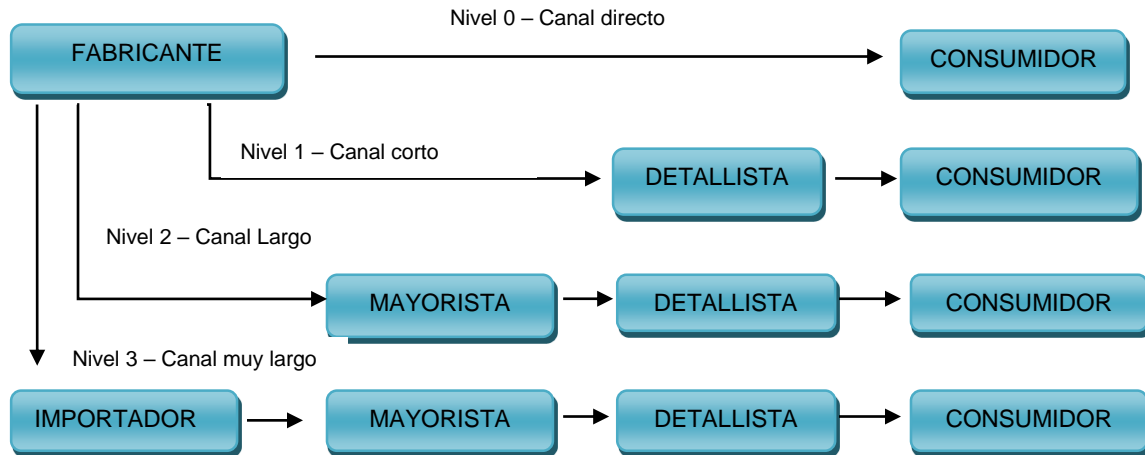 Nivel 0 – Canal directo
FABRICANTE
CONSUMIDOR
Nivel 1 – Canal corto
DETALLISTA
CONSUMIDOR
Nivel 2 – Canal Largo
MAYORISTA
DETALLISTA
CONSUMIDOR
Nivel 3 – Canal muy largo
IMPORTADOR
MAYORISTA
DETALLISTA
CONSUMIDOR